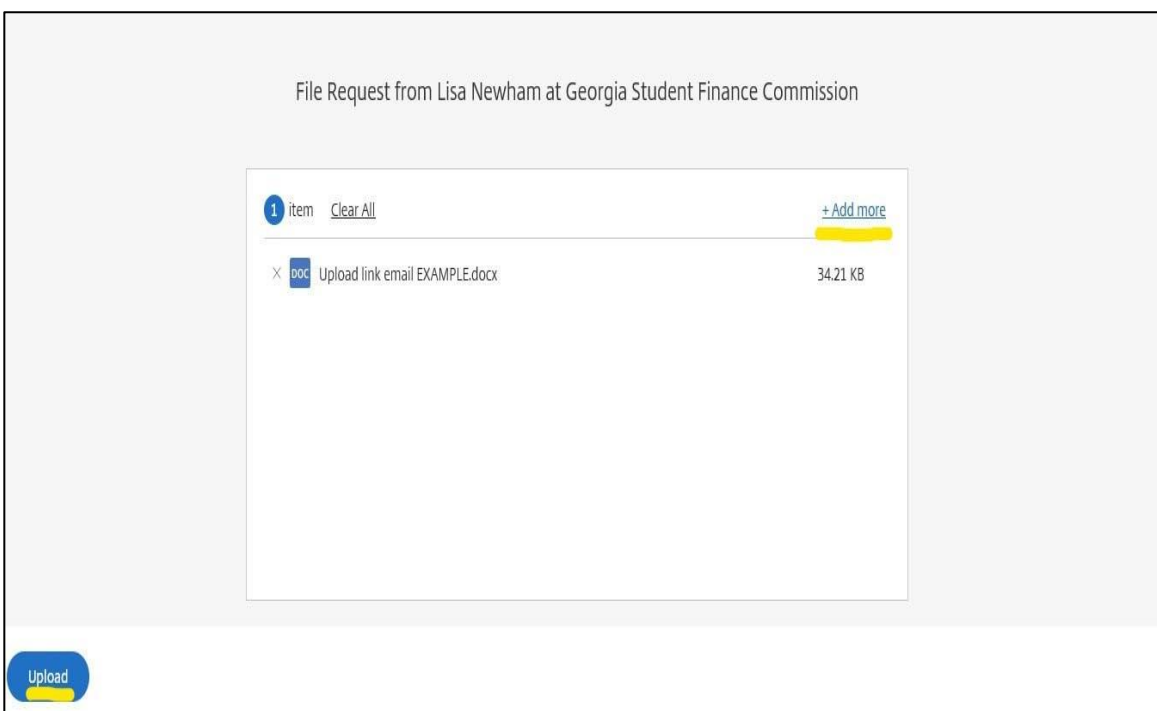 File Request from Lisa Newham at Georgia Student Finance Commission
1 item Clear All + Add more
X DOC Upload link email EXAMPLE.docx 34.21 KB
Upload